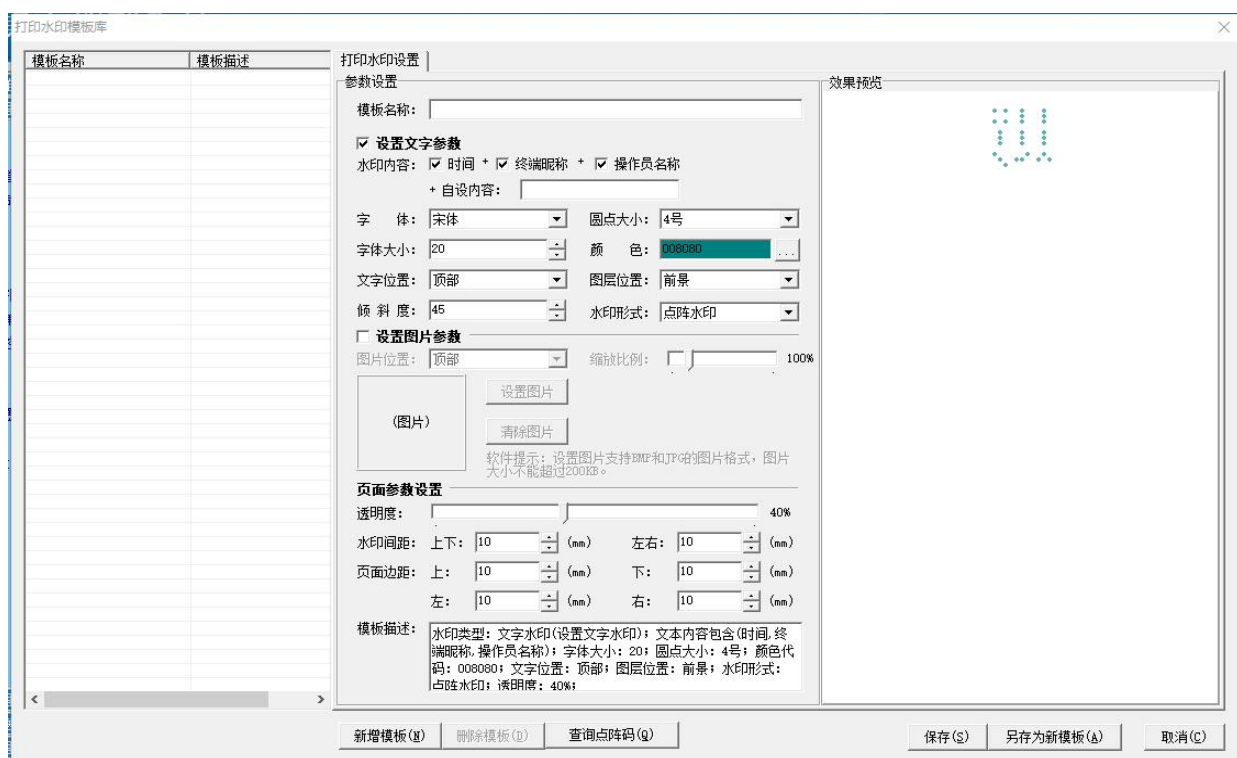 打印水印模板库
模板名称 模板描述
打印水印设置
参数设置
模板名称：
设置文字参数
水印内容： 时间 + 终端昵称 + 操作员名称
+ 自设内容：
字 体： 宋体 圆点大小： 4号
字体大小： 20 颜 色： 008080 ...
文字位置： 顶部 图层位置： 前景
倾 斜 度： 45 水印形式： 点阵水印
设置图片参数
图片位置： 顶部 缩放比例： 100%
设置图片
(图片)
清除图片
软件提示：设置图片支持BMP和JPG的图片格式，图片
大小不能超过200KB。
页面参数设置
透明度： 40%
水印间距： 上下： 10 (mm) 左右： 10 (mm)
页面边距： 上： 10 (mm) 下： 10 (mm)
左： 10 (mm) 右： 10 (mm)
模板描述： 水印类型：文字水印(设置文字水印)；文本内容包含(时间,终
端昵称,操作员名称)；字体大小：20；圆点大小：4号；颜色代
码：008080；文字位置：顶部；图层位置：前景；水印形式：
点阵水印；透明度：40%；
效果预览
新增模板(N) 删除模板(D) 查询点阵码(Q) 保存(S) 另存为新模板(A) 取消(C)